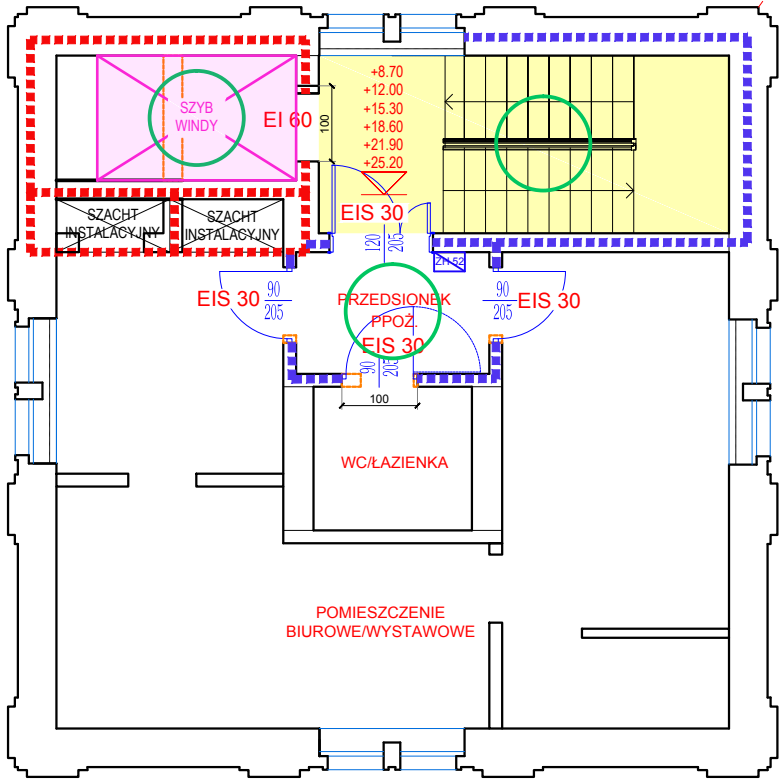 +8.70
+12.00
+15.30
+18.60
+21.90
+25.20
SZYB
WINDY
EI 60
100
SZACHT
INSTALACYJNY
SZACHT
INSTALACYJNY
EIS 30
120
205
ZH 52
EIS 30
90
205
PRZEDSIONEK
PPOŻ.
EIS 30
90
205
90
205
EIS 30
100
WC/ŁAZIENKA
POMIESZCZENIE
BIUROWE/WYSTAWOWE